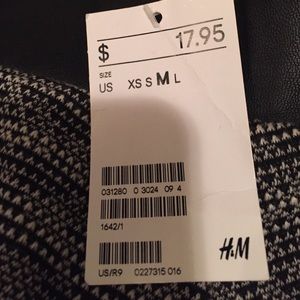 $ 17.95
SIZE
US XS S M L
031280 0 3024 09 4
1642/1
US/R9 0227315 016
H&M